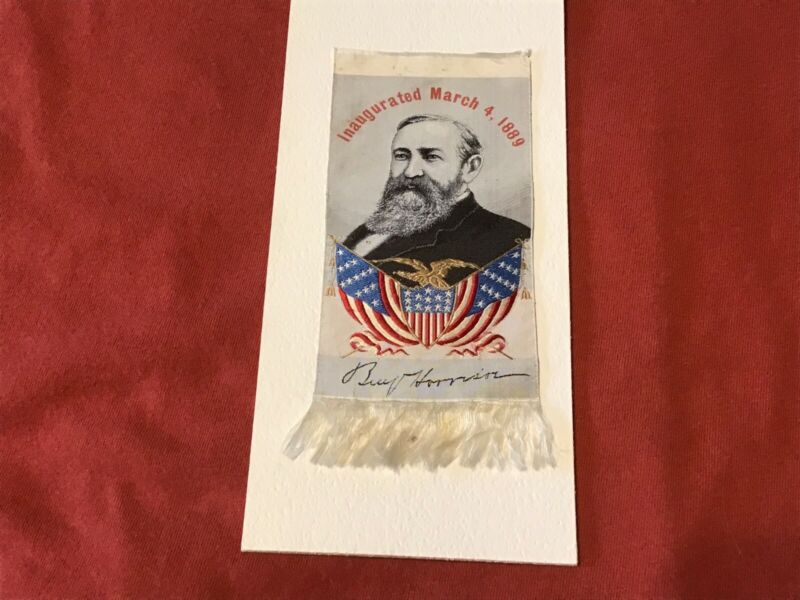 Inaugurated March 4, 1889
Benj Harrison